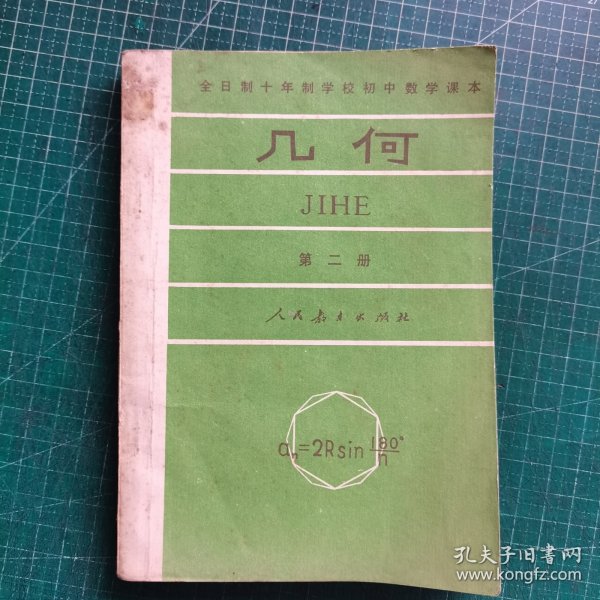 全日制十年制学校初中数学课本
几何
JIHE
第二册
人民教育出版社
aₙ=2Rsin 180°/n
孔夫子旧书网
www.kongfz.com